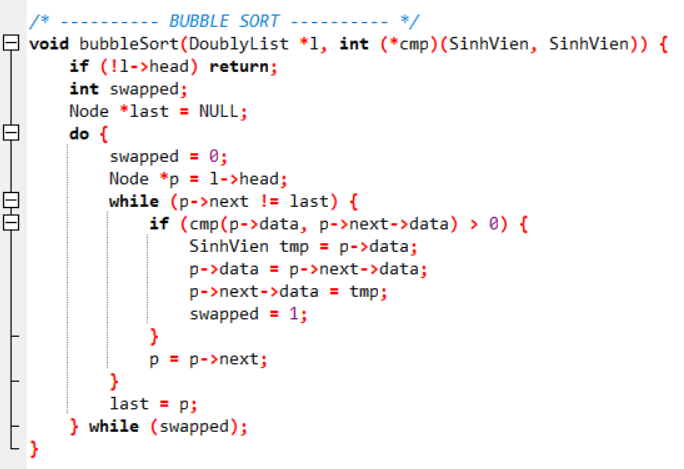 /* ---------- BUBBLE SORT ---------- */
void bubbleSort(DoublyList *l, int (*cmp)(SinhVien, SinhVien)) {
    if (!l->head) return;
    int swapped;
    Node *last = NULL;
    do {
        swapped = 0;
        Node *p = l->head;
        while (p->next != last) {
            if (cmp(p->data, p->next->data) > 0) {
                SinhVien tmp = p->data;
                p->data = p->next->data;
                p->next->data = tmp;
                swapped = 1;
            }
            p = p->next;
        }
        last = p;
    } while (swapped);
}